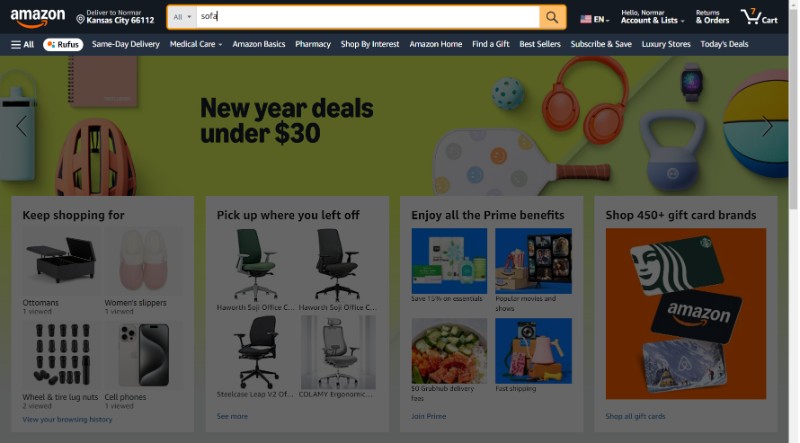 amazon
Deliver to Normar
Kansas City 66112
All
sofa
EN
Hello, Normar
Account & Lists
Returns
& Orders
7
Cart
All
Rufus
Same-Day Delivery
Medical Care
Amazon Basics
Pharmacy
Shop By Interest
Amazon Home
Find a Gift
Best Sellers
Subscribe & Save
Luxury Stores
Today's Deals
New year deals
under $30
Keep shopping for
Ottomans
1 viewed
Women's slippers
1 viewed
Wheel & tire lug nuts
2 viewed
Cell phones
1 viewed
View your browsing history
Pick up where you left off
Haworth Soji Office C...
Haworth Soji Office C...
Steelcase Leap V2 Of...
COLAMY Ergonomic ...
See more
Enjoy all the Prime benefits
Save 15% on essentials
Popular movies and
shows
$0 Grubhub delivery
fees
Fast shipping
Join Prime
Shop 450+ gift card brands
amazon
Shop all gift cards